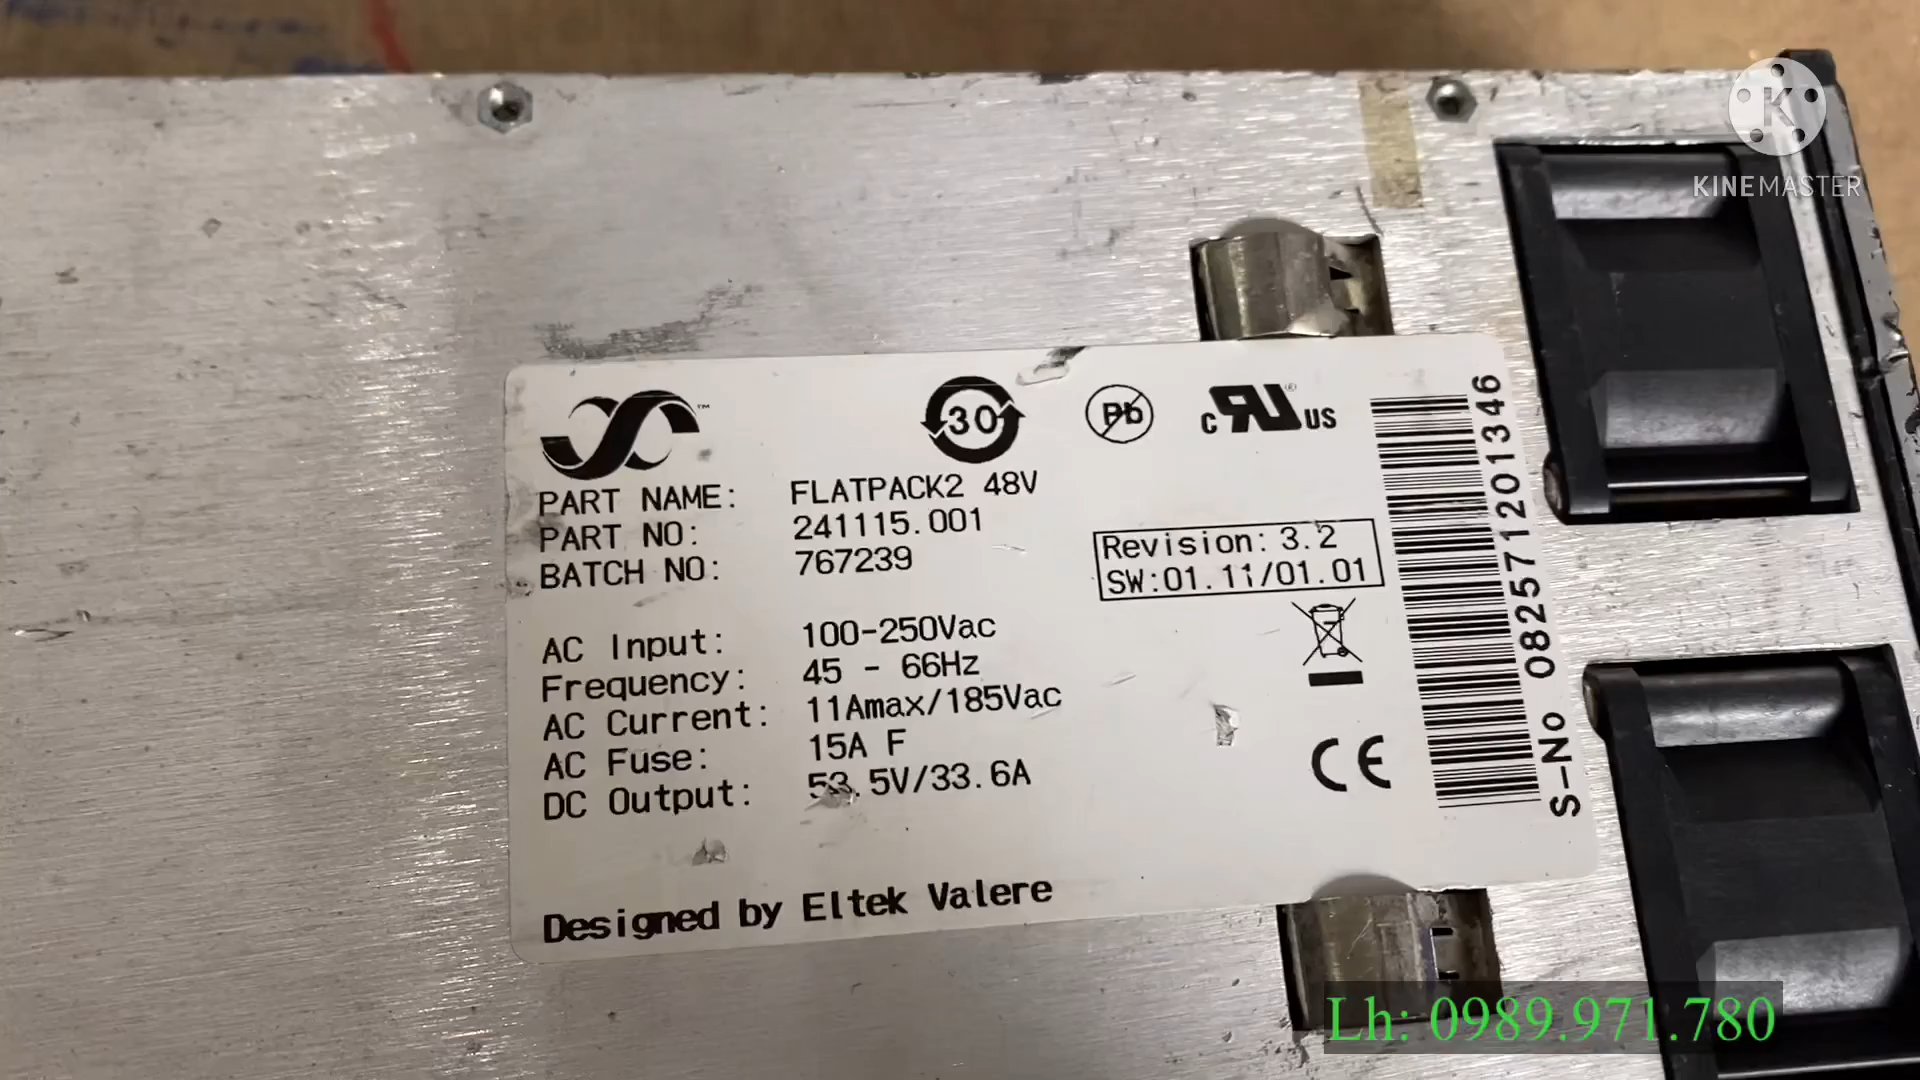 KINEMASTER
30
Pb
c RU ® US
™
PART NAME: FLATPACK2 48V
PART NO: 241115.001
BATCH NO: 767239
Revision: 3.2
SW:01.11/01.01
AC Input: 100-250Vac
Frequency: 45 - 66Hz
AC Current: 11Amax/185Vac
AC Fuse: 15A F
DC Output: 53.5V/33.6A
CE
Designed by Eltek Valere
S-No 082571201346
Lh: 0989.971.780